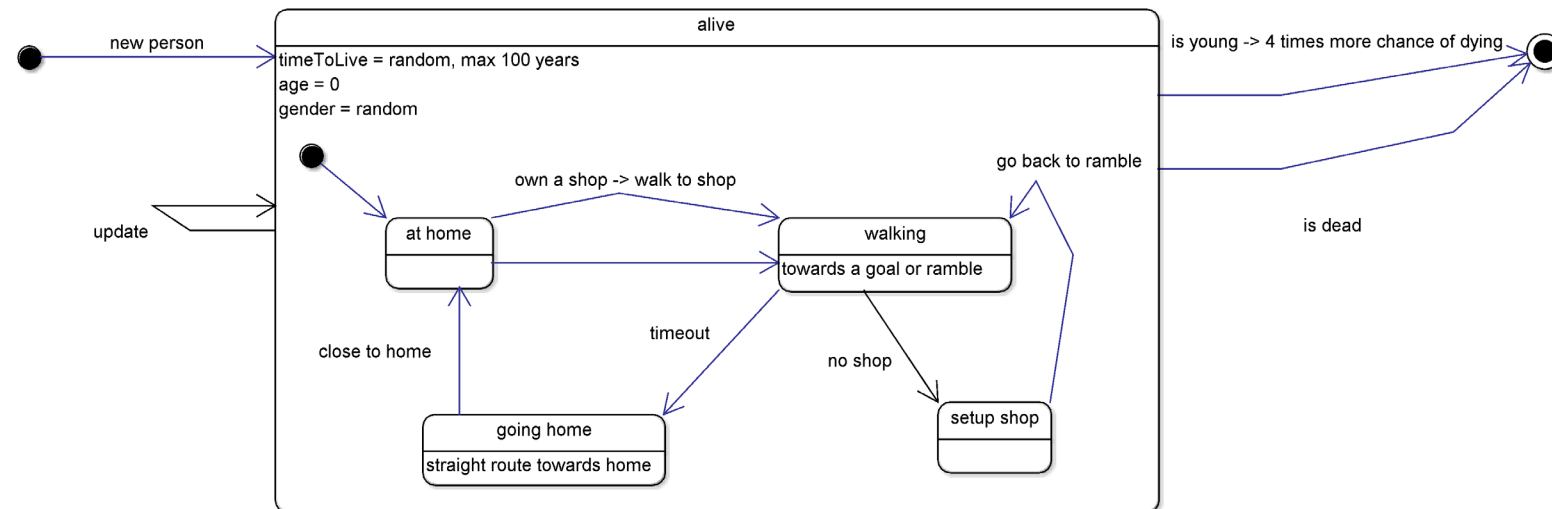 alive
new person
is young -> 4 times more chance of dying
timeToLive = random, max 100 years
age = 0
gender = random
go back to ramble
own a shop -> walk to shop
update
is dead
at home
walking
towards a goal or ramble
timeout
close to home
no shop
going home
straight route towards home
setup shop